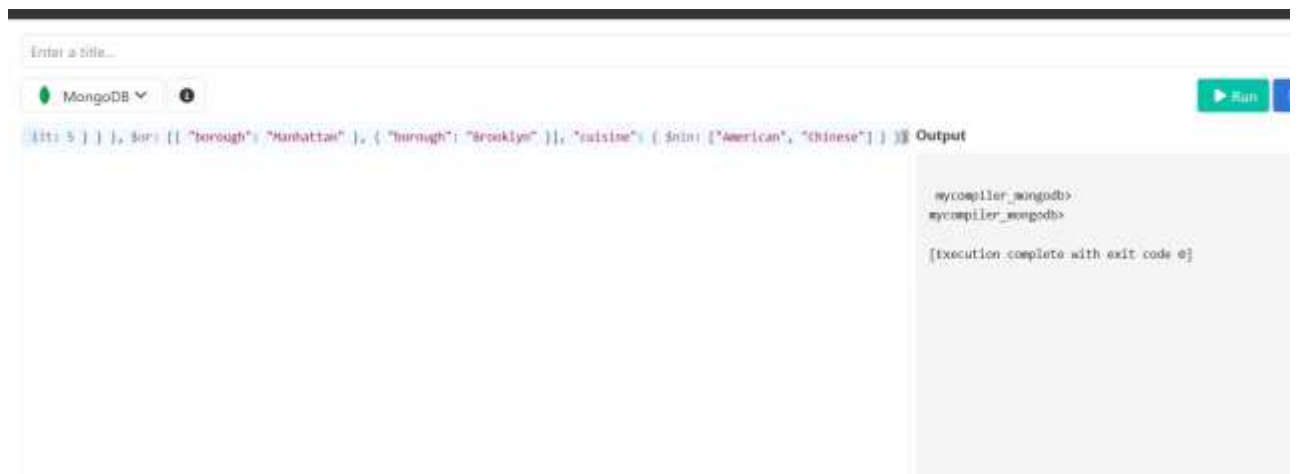 Enter a title...
MongoDB
Run
$lt: 5 } } }, $or: [{ "borough": "Manhattan" }, { "borough": "Brooklyn" }], "cuisine": { $nin: ["American", "Chinese"] } })
Output
mycompiler_mongodb>
mycompiler_mongodb>
[Execution complete with exit code 0]